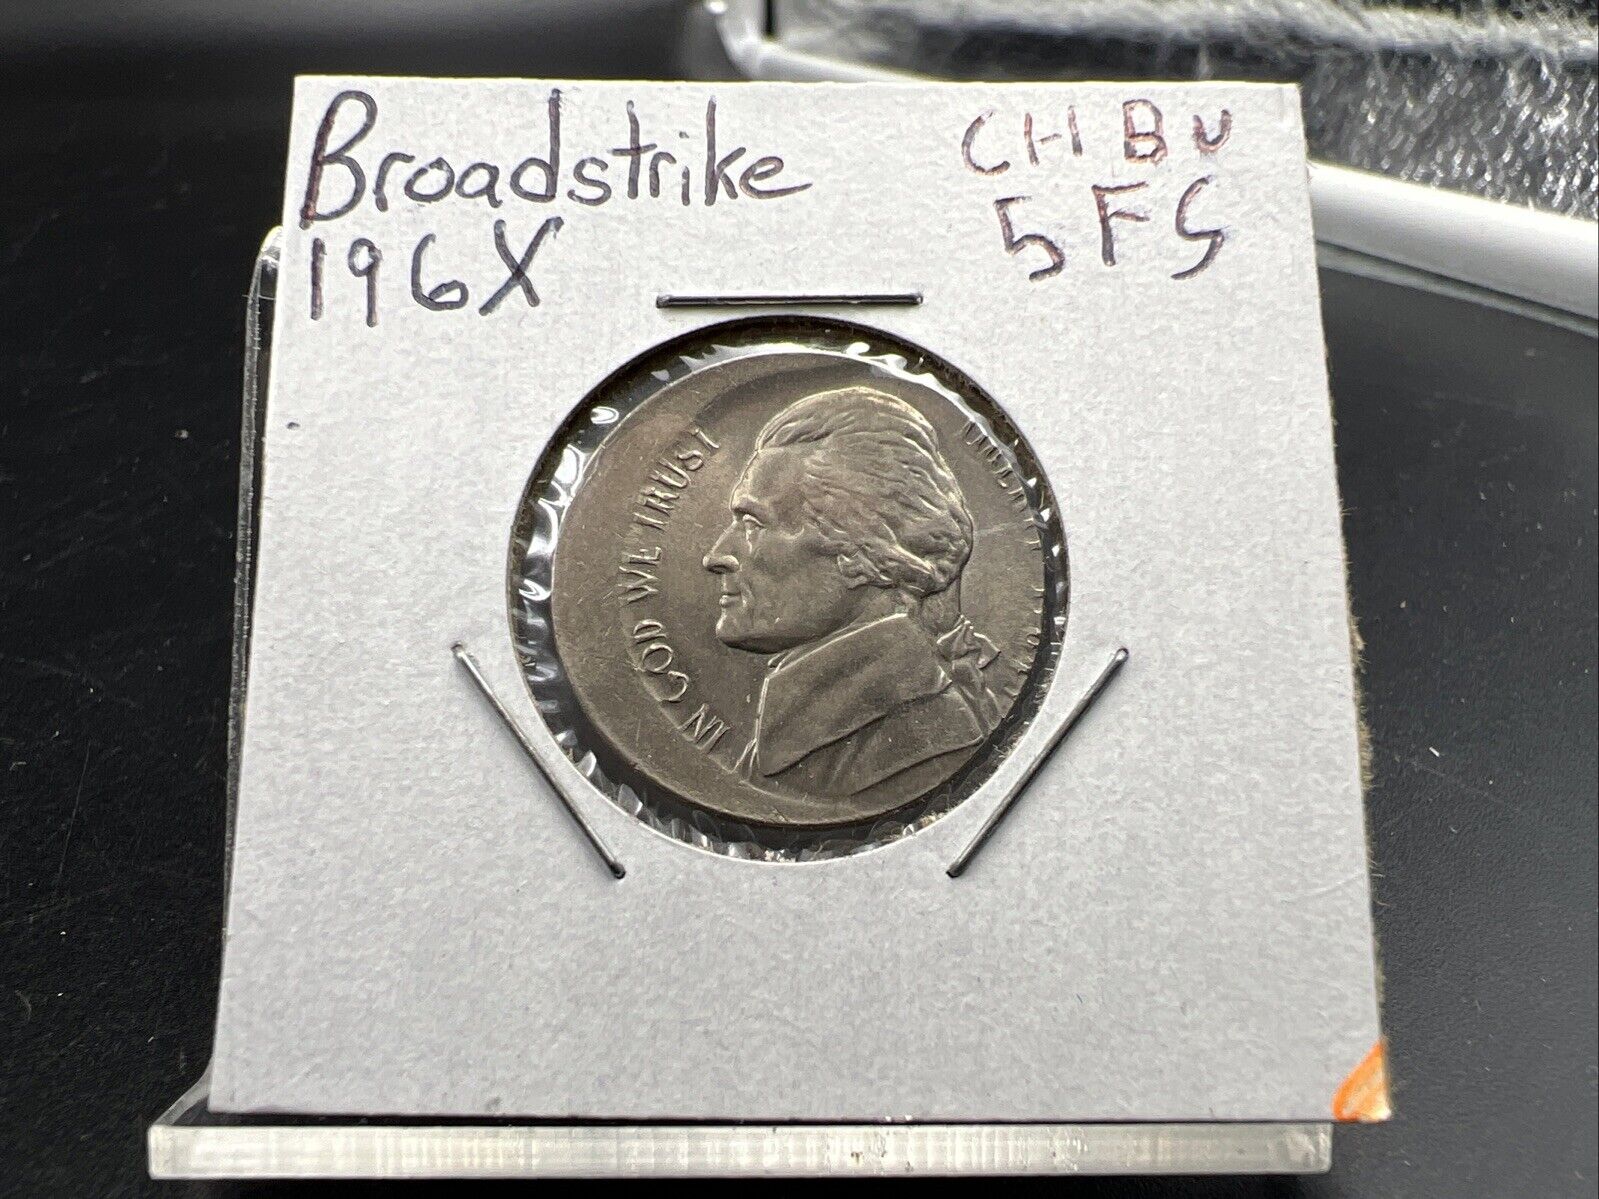 Broadstrike
196X
CH BU
5FS
IN GOD WE TRUST